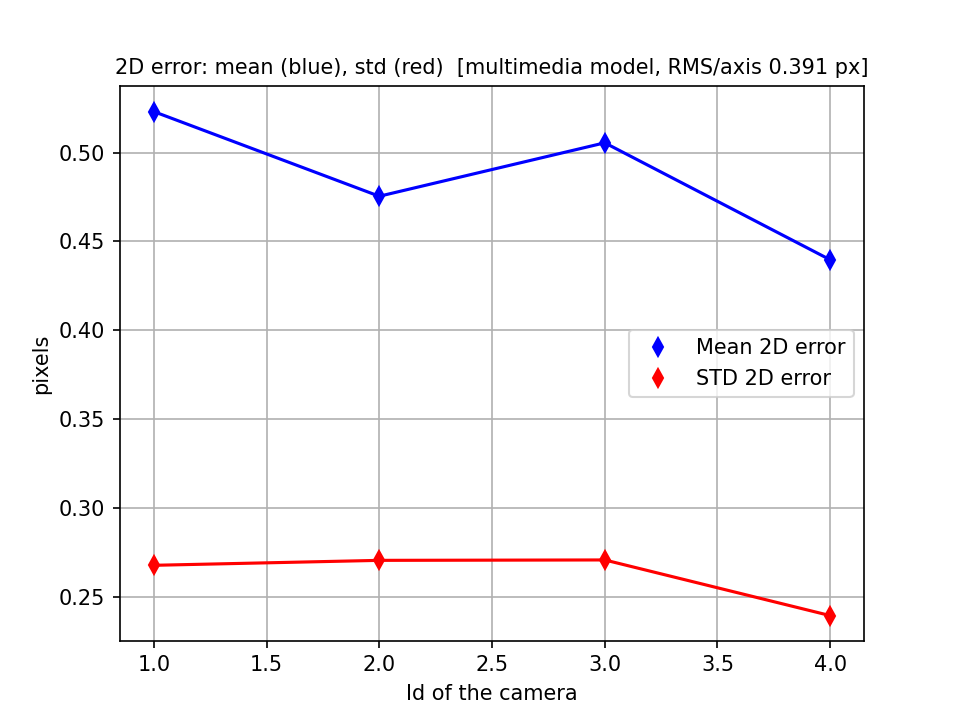 2D error: mean (blue), std (red)  [multimedia model, RMS/axis 0.391 px]
0.50
0.45
0.40
0.35
0.30
0.25
pixels
Mean 2D error
STD 2D error
1.0 1.5 2.0 2.5 3.0 3.5 4.0
Id of the camera